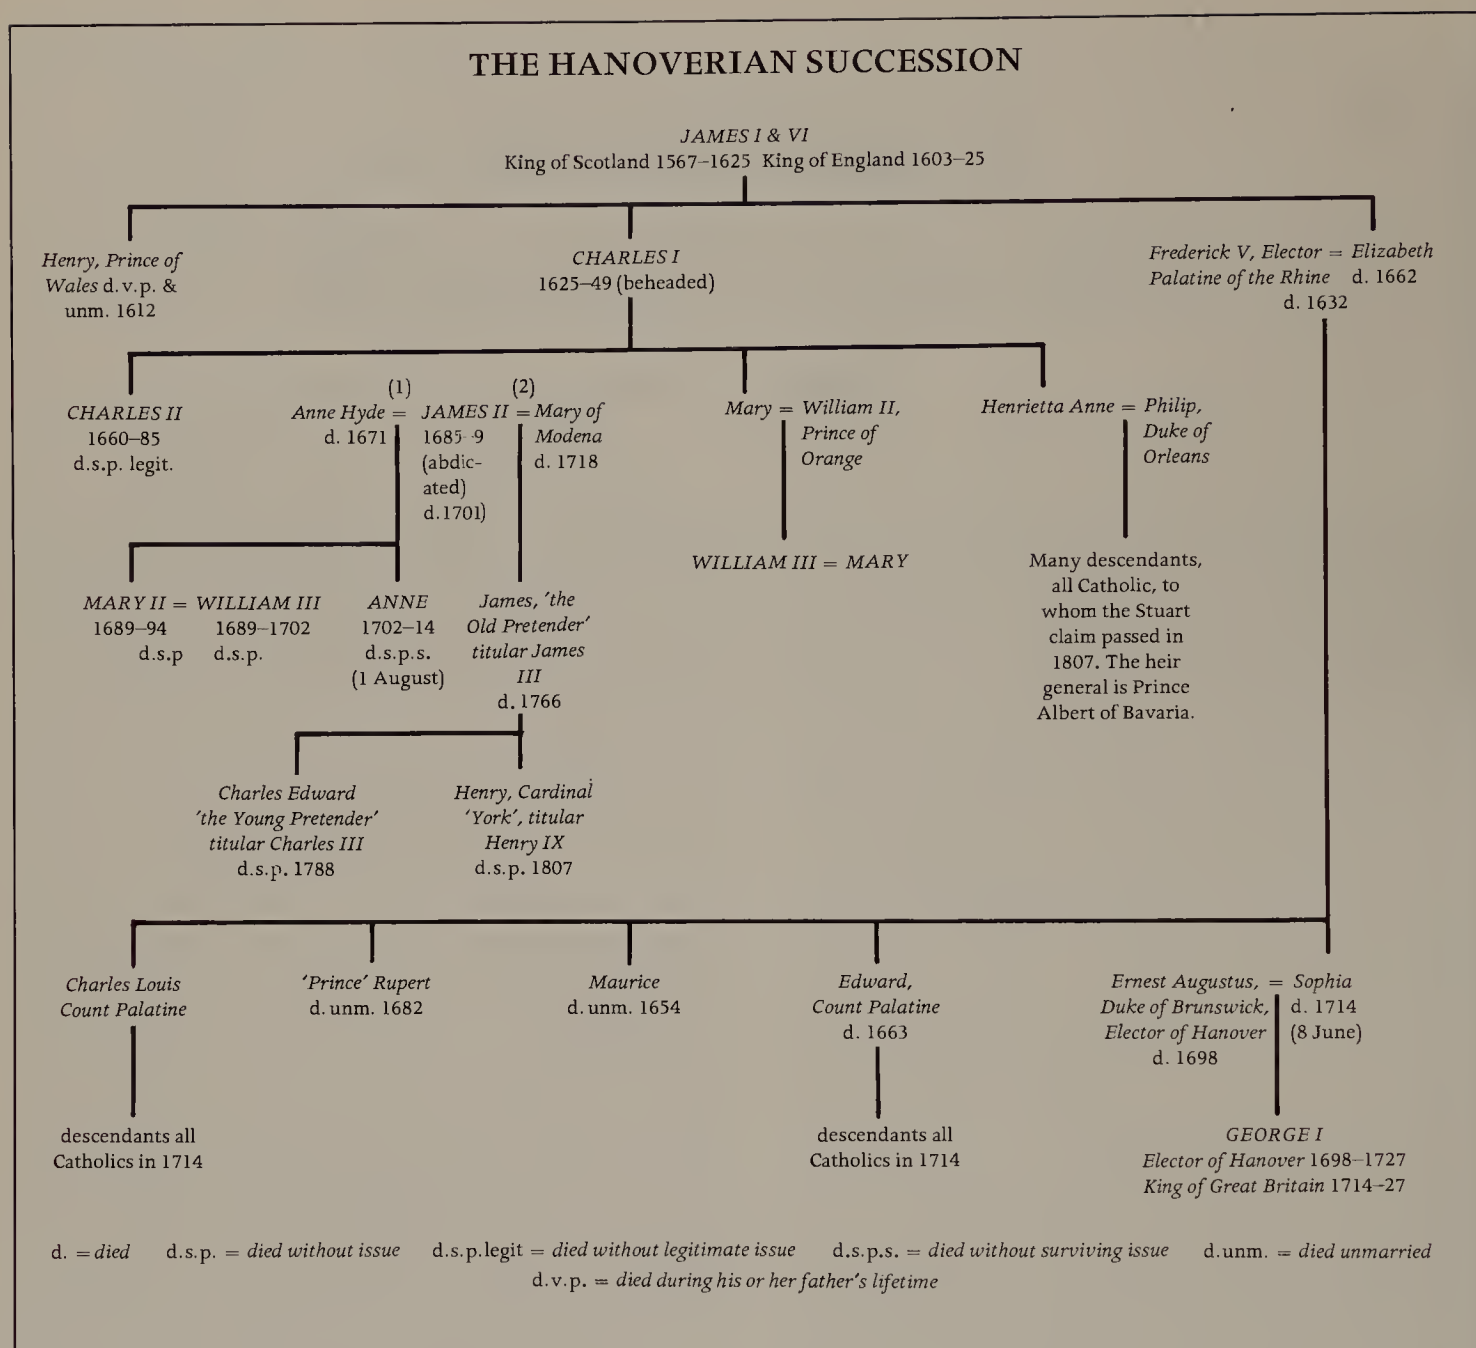 THE HANOVERIAN SUCCESSION
JAMES I & VI
King of Scotland 1567–1625 King of England 1603–25
Henry, Prince of
Wales d.v.p. &
unm. 1612
CHARLES I
1625–49 (beheaded)
Frederick V, Elector = Elizabeth
Palatine of the Rhine d. 1662
d. 1632
CHARLES II
1660–85
d.s.p. legit.
(1) (2)
Anne Hyde = JAMES II = Mary of
d. 1671 1685–9 Modena
(abdic- d. 1718
ated)
d.1701)
Mary = William II,
Prince of
Orange
Henrietta Anne = Philip,
Duke of
Orleans
MARY II = WILLIAM III
1689–94 1689–1702
d.s.p d.s.p.
ANNE
1702–14
d.s.p.s.
(1 August)
James, 'the
Old Pretender'
titular James
III
d. 1766
WILLIAM III = MARY
Many descendants,
all Catholic, to
whom the Stuart
claim passed in
1807. The heir
general is Prince
Albert of Bavaria.
Charles Edward
'the Young Pretender'
titular Charles III
d.s.p. 1788
Henry, Cardinal
'York', titular
Henry IX
d.s.p. 1807
Charles Louis
Count Palatine
'Prince' Rupert
d. unm. 1682
Maurice
d. unm. 1654
Edward,
Count Palatine
d. 1663
Ernest Augustus, = Sophia
Duke of Brunswick, d. 1714
Elector of Hanover (8 June)
d. 1698
descendants all
Catholics in 1714
descendants all
Catholics in 1714
GEORGE I
Elector of Hanover 1698–1727
King of Great Britain 1714–27
d. = died d.s.p. = died without issue d.s.p.legit = died without legitimate issue d.s.p.s. = died without surviving issue d.unm. = died unmarried
d.v.p. = died during his or her father's lifetime